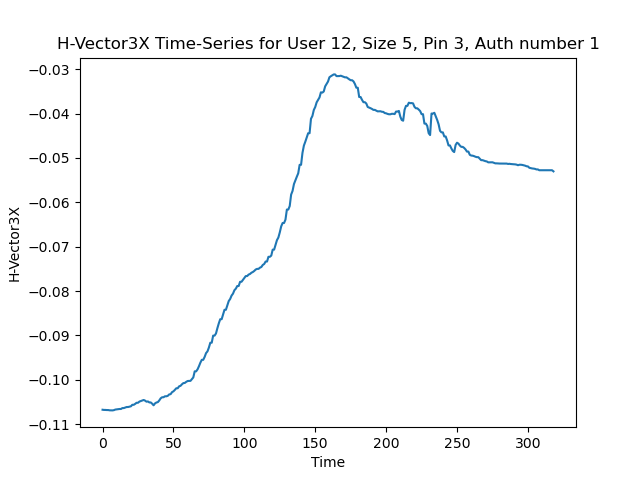 H-Vector3X Time-Series for User 12, Size 5, Pin 3, Auth number 1
−0.03
−0.04
−0.05
−0.06
−0.07
−0.08
−0.09
−0.10
−0.11
H-Vector3X
0 50 100 150 200 250 300
Time